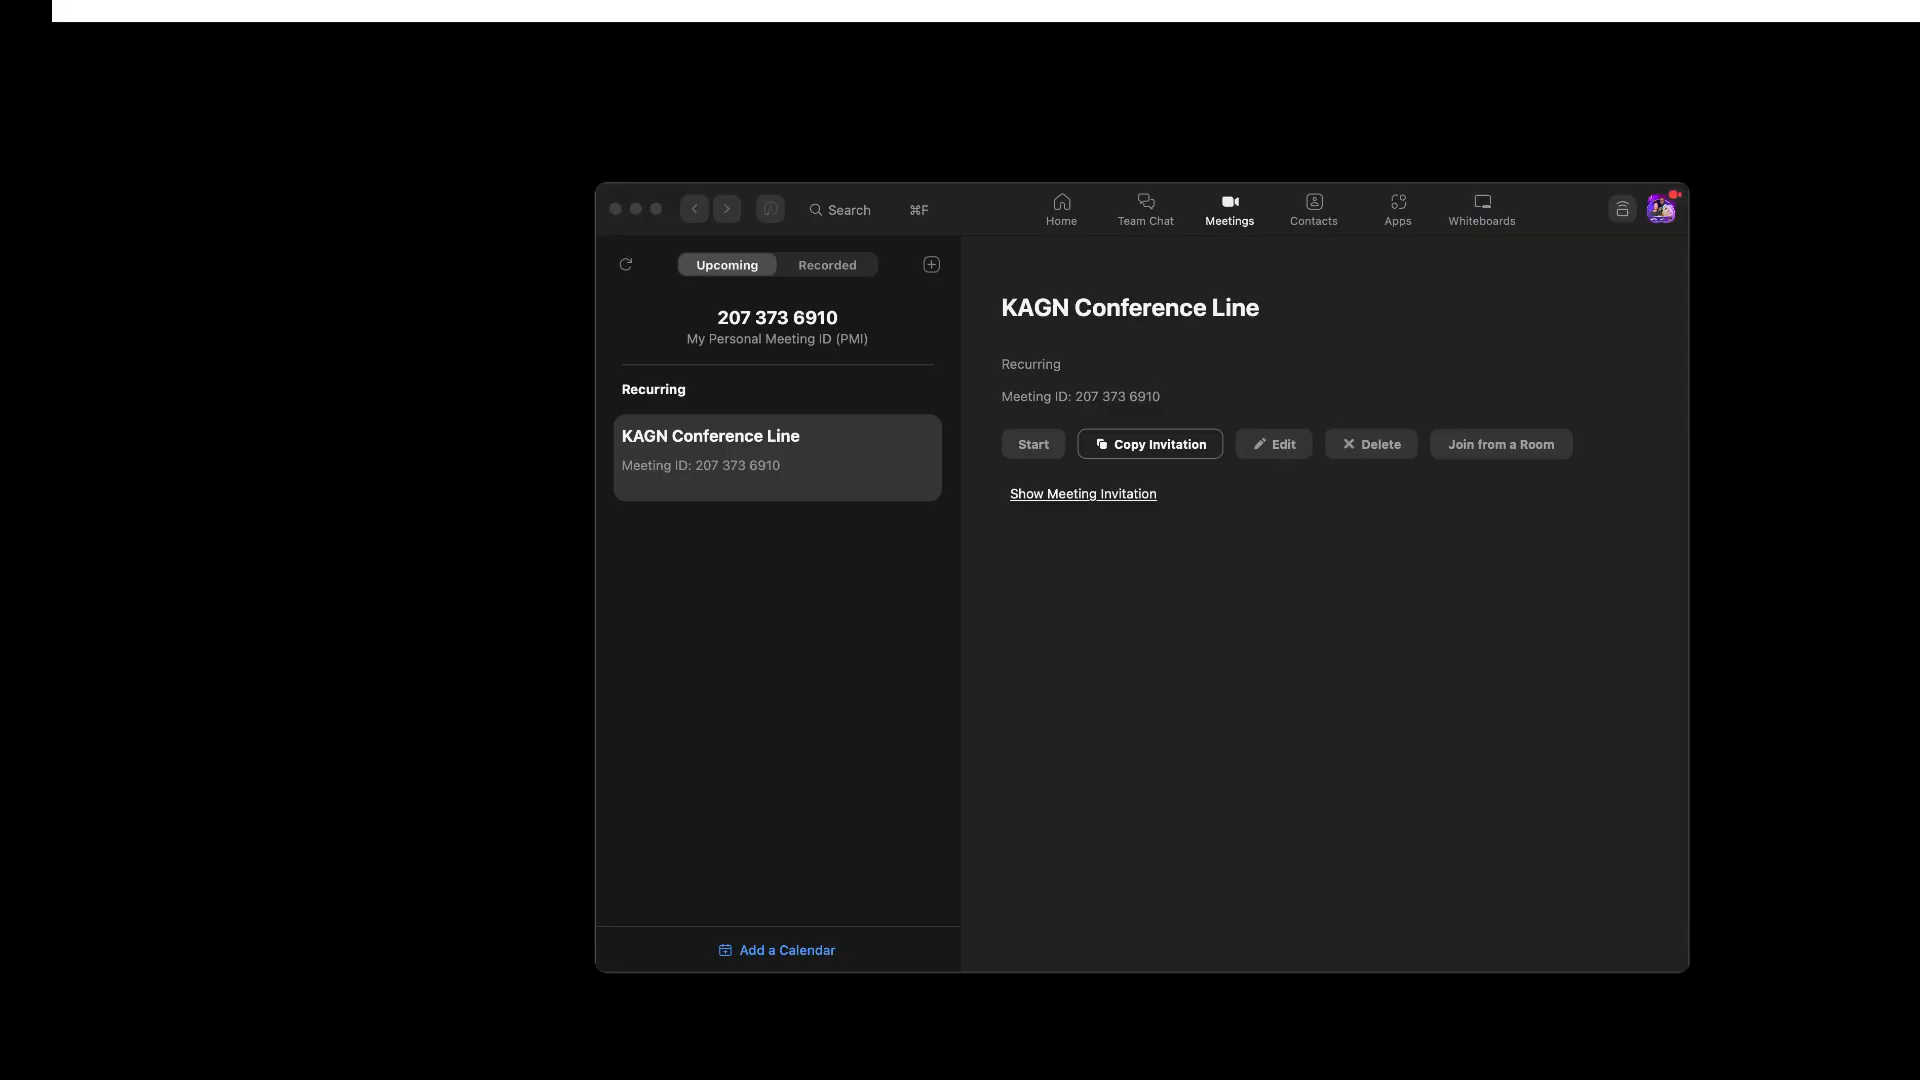 Search ⌘F
Home
Team Chat
Meetings
Contacts
Apps
Whiteboards
Upcoming
Recorded
207 373 6910
My Personal Meeting ID (PMI)
Recurring
KAGN Conference Line
Meeting ID: 207 373 6910
Add a Calendar
KAGN Conference Line
Recurring
Meeting ID: 207 373 6910
Start
Copy Invitation
Edit
Delete
Join from a Room
Show Meeting Invitation